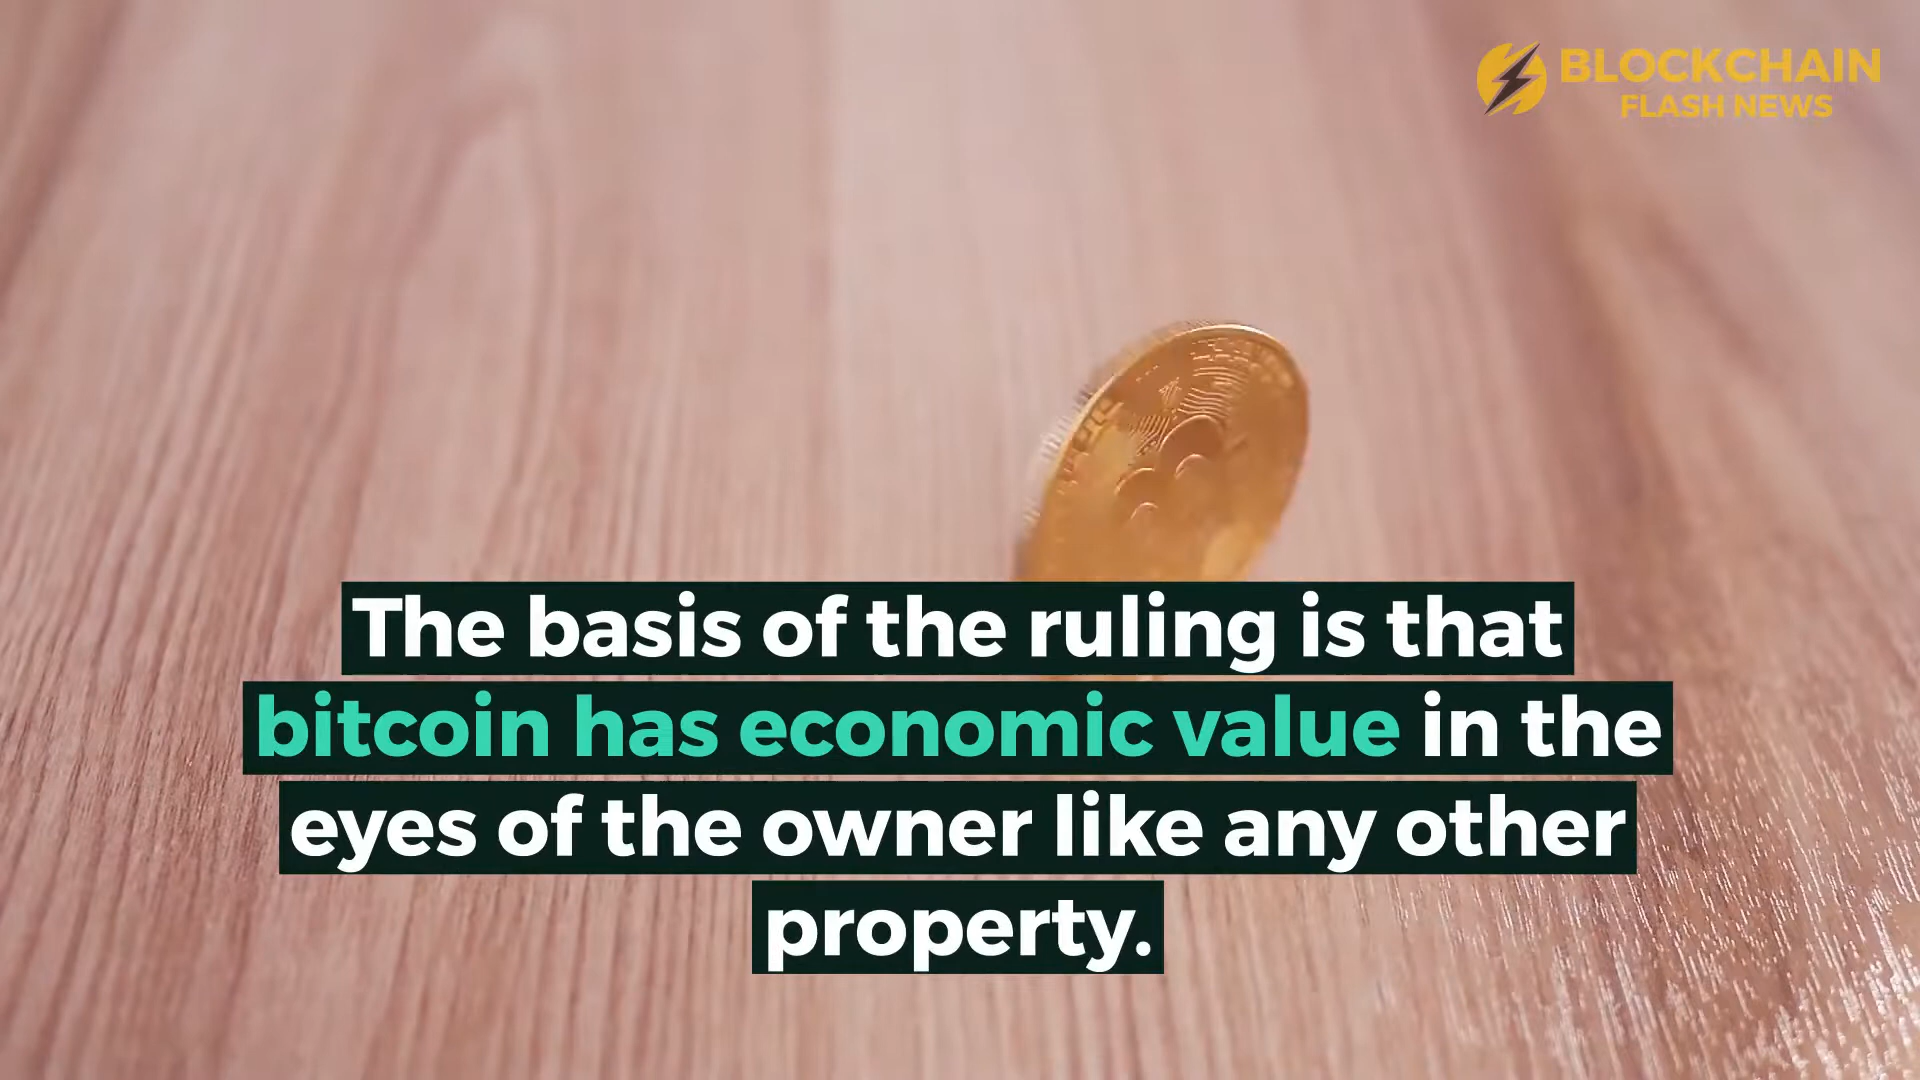 BLOCKCHAIN
FLASH NEWS
The basis of the ruling is that
bitcoin has economic value in the
eyes of the owner like any other
property.